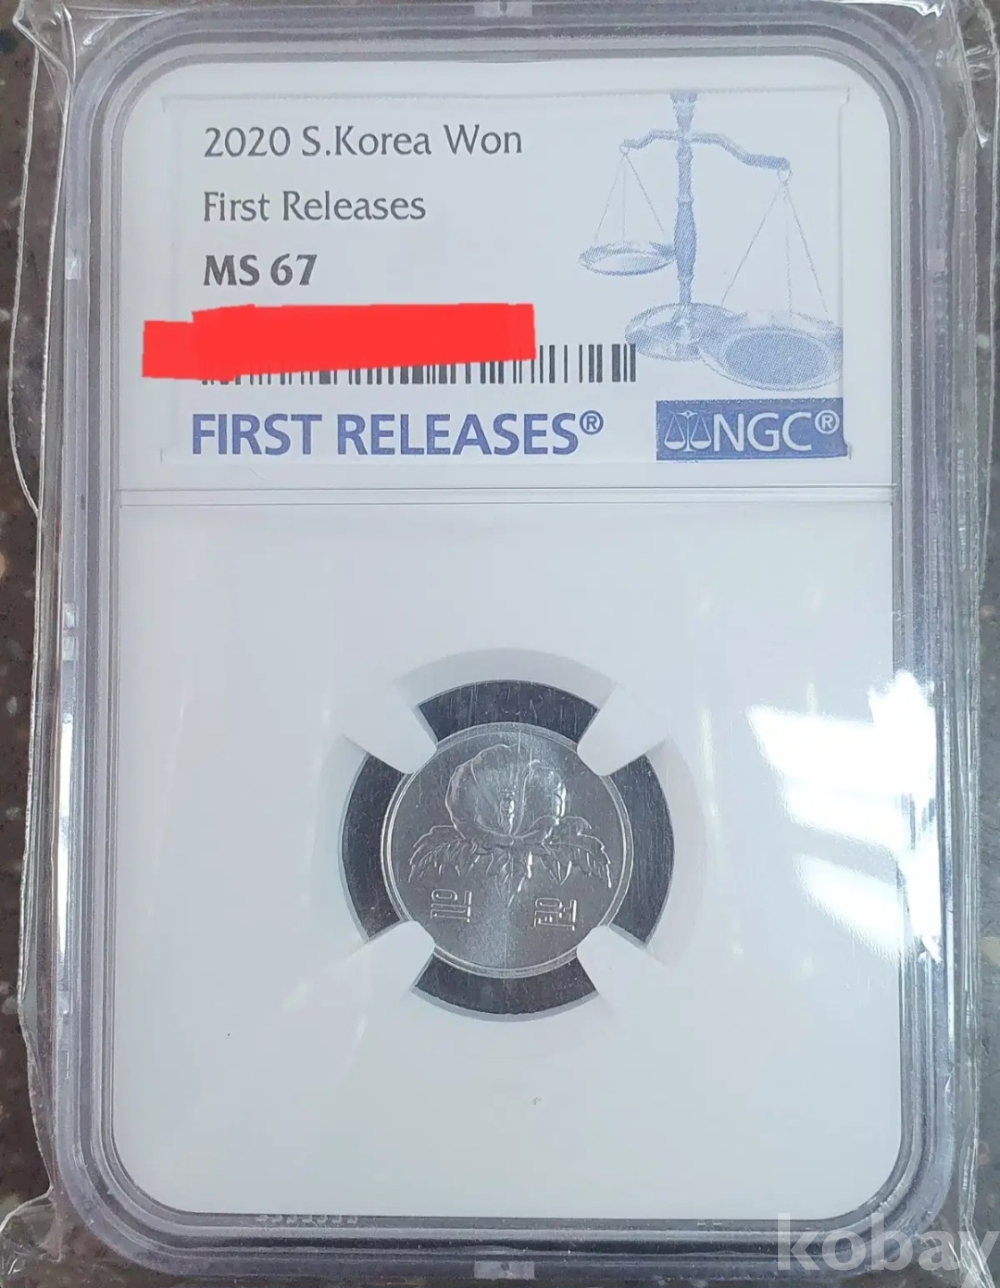 2020 S.Korea Won
First Releases
MS 67
FIRST RELEASES®
NGC®
일 원
kobay